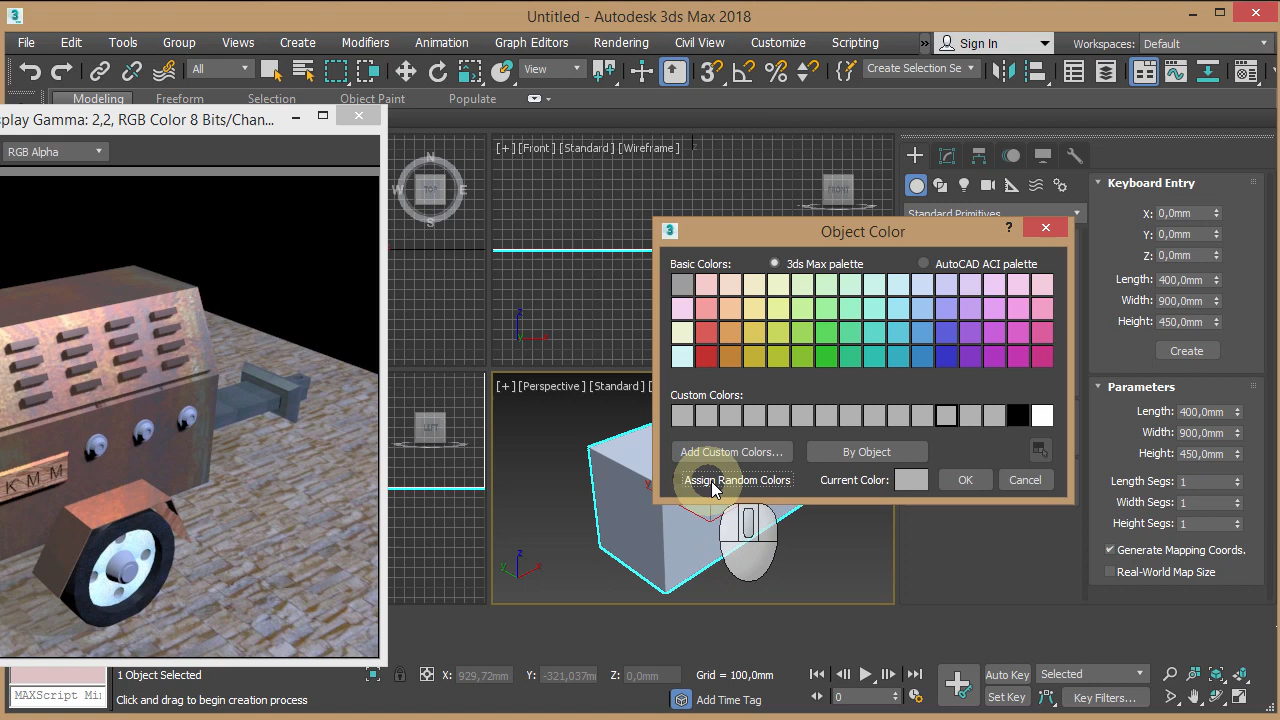 Untitled - Autodesk 3ds Max 2018
File Edit Tools Group Views Create Modifiers Animation Graph Editors Rendering Civil View Customize Scripting » Sign In Workspaces: Default
All View Create Selection Se
Modeling Freeform Selection Object Paint Populate
splay Gamma: 2,2, RGB Color 8 Bits/Chan...
RGB Alpha
N
W TOP E
S
[+] [Front] [Standard] [Wireframe]
FRONT
Standard Primitives
Keyboard Entry
X: 0,0mm
Y: 0,0mm
Z: 0,0mm
Length: 400,0mm
Width: 900,0mm
Height: 450,0mm
Create
Object Color
Basic Colors: 3ds Max palette AutoCAD ACI palette
Custom Colors:
Add Custom Colors... By Object
Assign Random Colors Current Color: OK Cancel
[+] [Perspective] [Standard] [
LEFT
z
x
z
y x
Parameters
Length: 400,0mm
Width: 900,0mm
Height: 450,0mm
Length Segs: 1
Width Segs: 1
Height Segs: 1
Generate Mapping Coords.
Real-World Map Size
KMM
1 Object Selected X: 929,72mm Y: -321,037m Z: 0,0mm Grid = 100,0mm Auto Key Selected
MAXScript Mi Click and drag to begin creation process Add Time Tag 0 Set Key Key Filters...